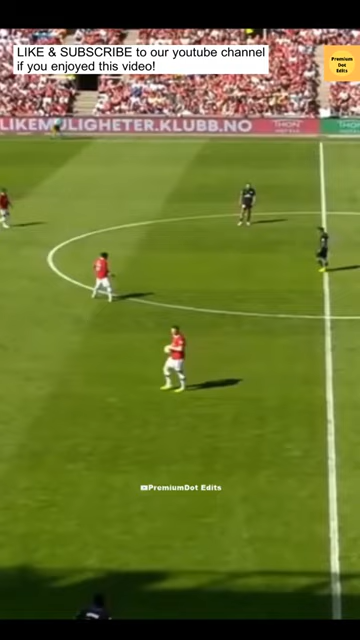 LIKE & SUBSCRIBE to our youtube channel
if you enjoyed this video!
Premium
Dot
Edits
LIKEMULIGHETER.KLUBB.NO
THON
THON
PremiumDot Edits